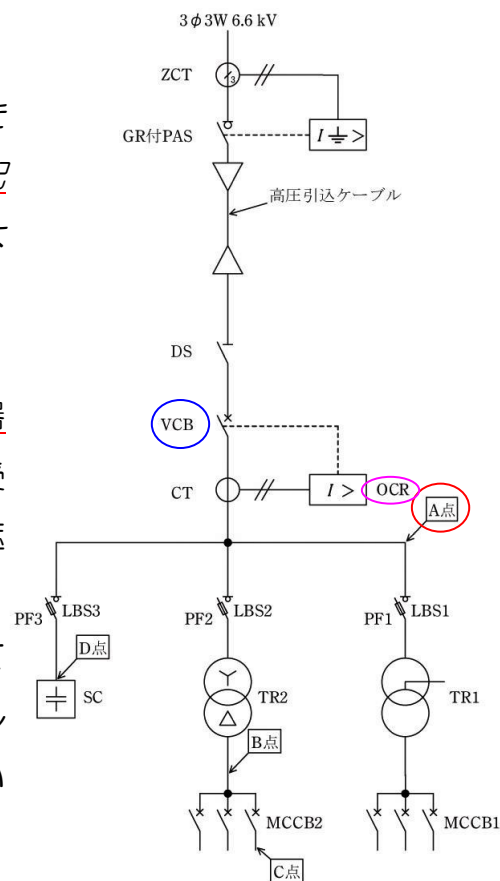 3φ3W 6.6 kV
ZCT
3
GR付PAS
I >
高圧引込ケーブル
DS
VCB
CT
I > OCR
A点
PF3 LBS3
PF2 LBS2
PF1 LBS1
D点
SC
TR2
TR1
B点
MCCB2
MCCB1
C点